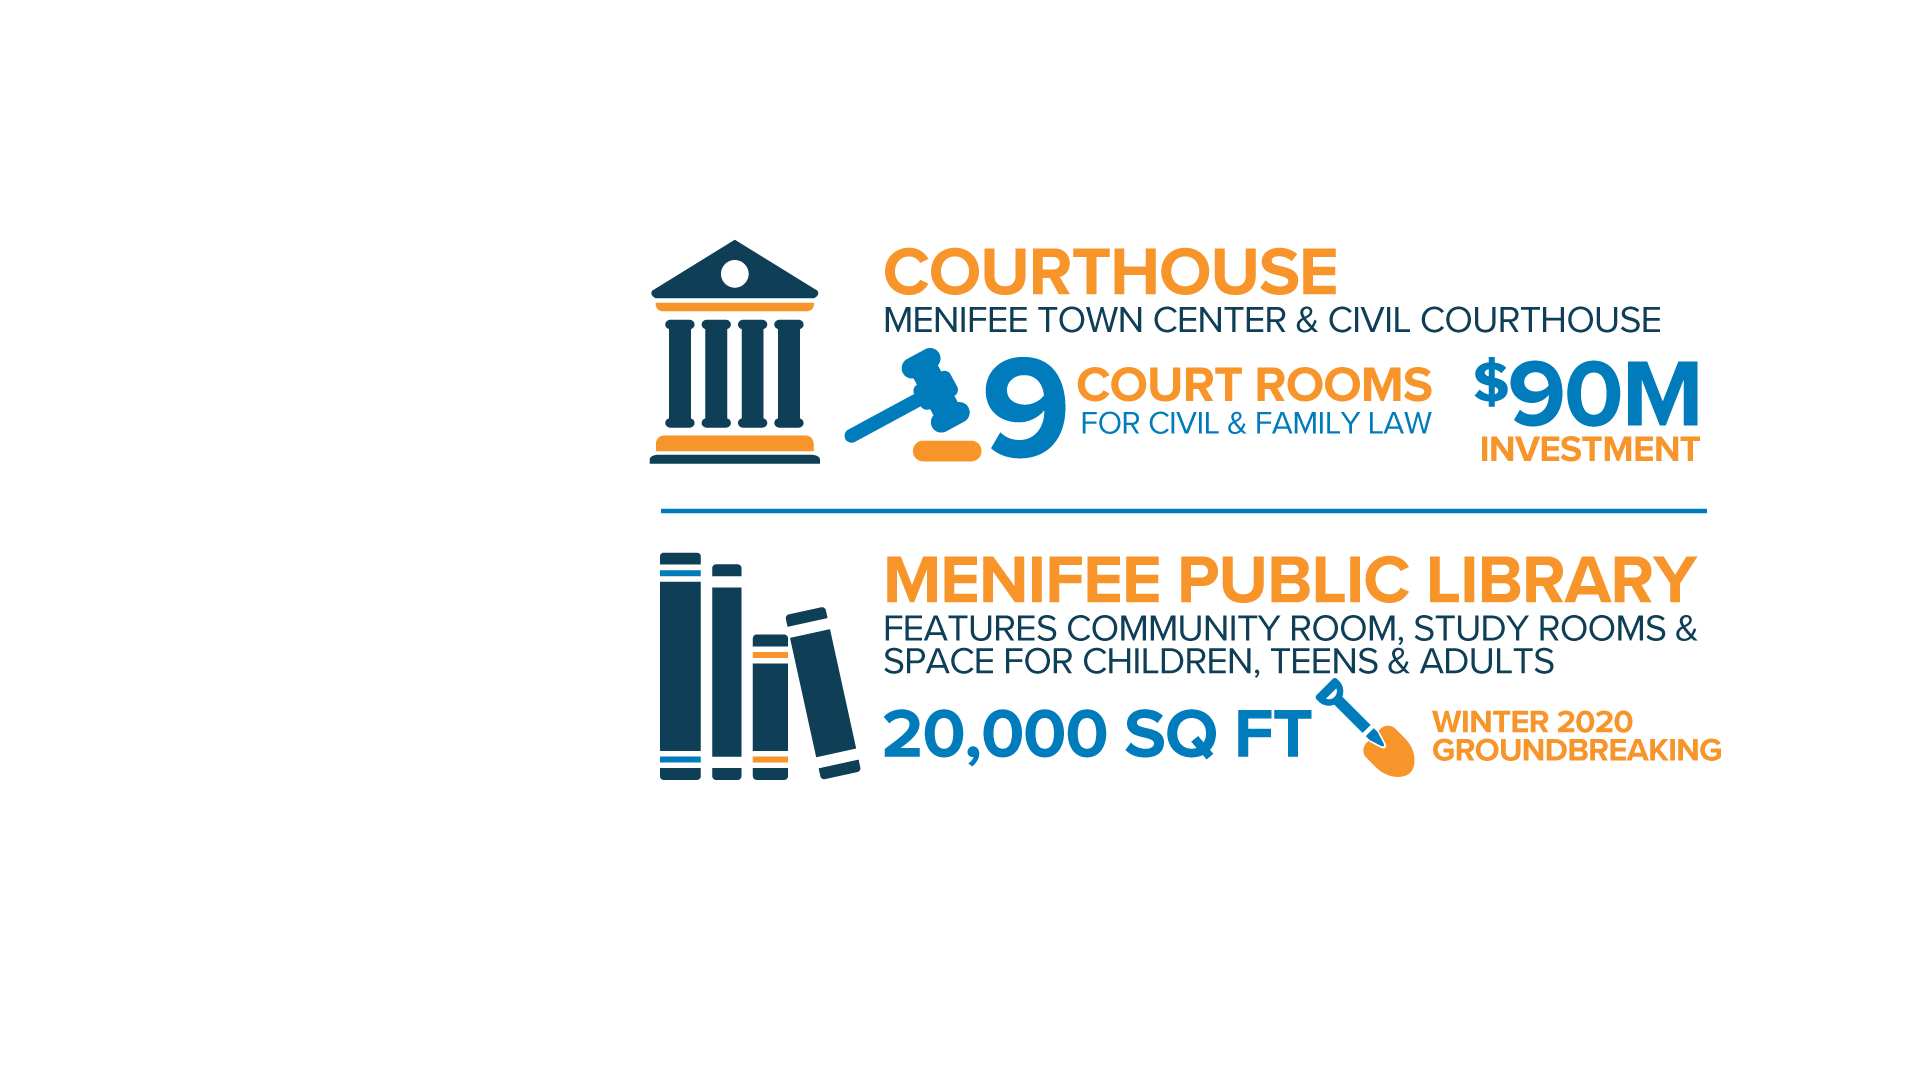 COURTHOUSE
MENIFEE TOWN CENTER & CIVIL COURTHOUSE
9 COURT ROOMS
FOR CIVIL & FAMILY LAW
$90M
INVESTMENT
MENIFEE PUBLIC LIBRARY
FEATURES COMMUNITY ROOM, STUDY ROOMS &
SPACE FOR CHILDREN, TEENS & ADULTS
20,000 SQ FT
WINTER 2020
GROUNDBREAKING